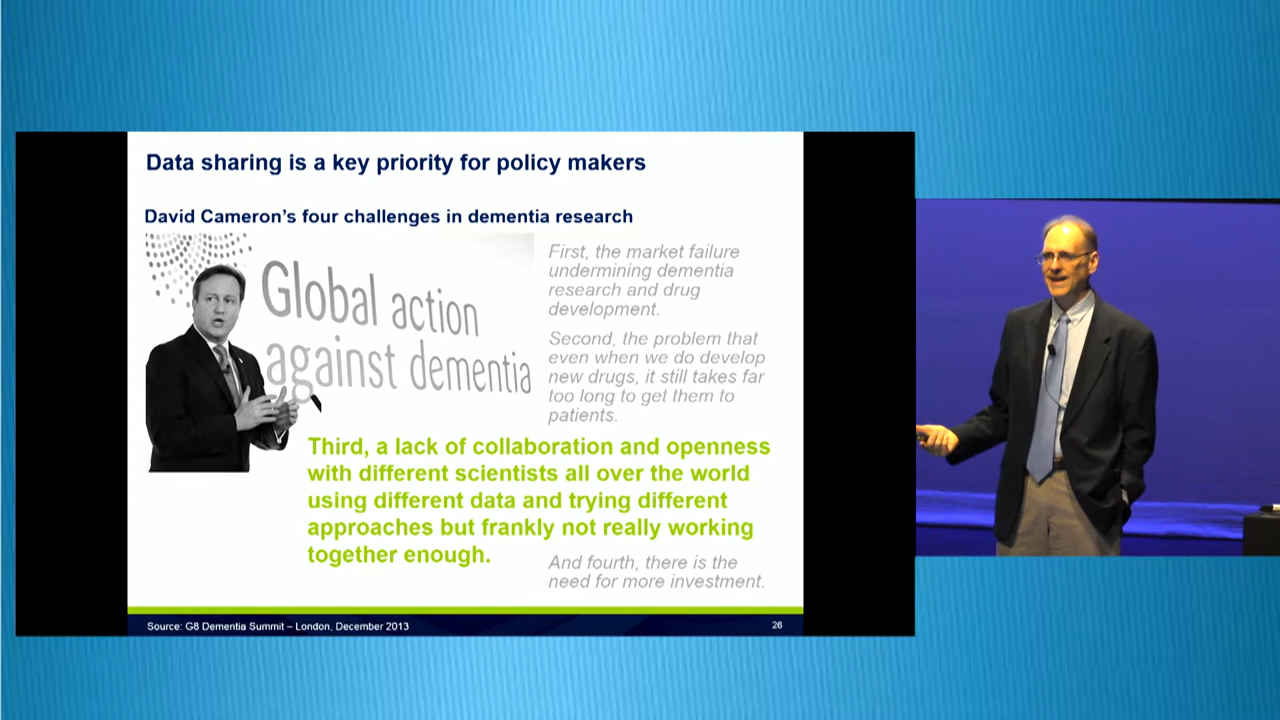 Data sharing is a key priority for policy makers
David Cameron's four challenges in dementia research
Global action
against dementia
First, the market failure
undermining dementia
research and drug
development.
Second, the problem that
even when we do develop
new drugs, it still takes far
too long to get them to
patients.
Third, a lack of collaboration and openness
with different scientists all over the world
using different data and trying different
approaches but frankly not really working
together enough.
And fourth, there is the
need for more investment.
Source: G8 Dementia Summit – London, December 2013
26